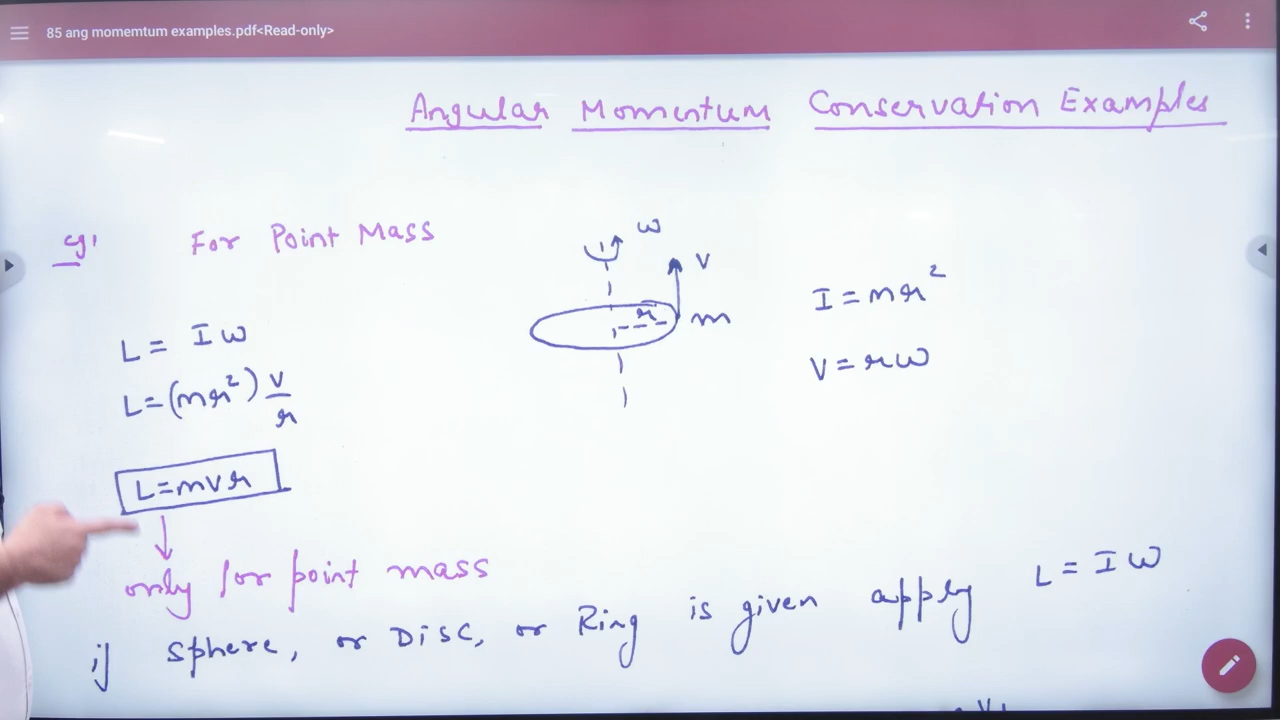 85 ang momemtum examples.pdf<Read-only>
Angular Momentum Conservation Examples
eg1 For Point Mass
ω
V
r
m
I = mr²
V = rω
L = Iω
L=(mr²) V/r
L=mvr
only for point mass
if sphere, or Disc, or Ring is given apply L = Iω